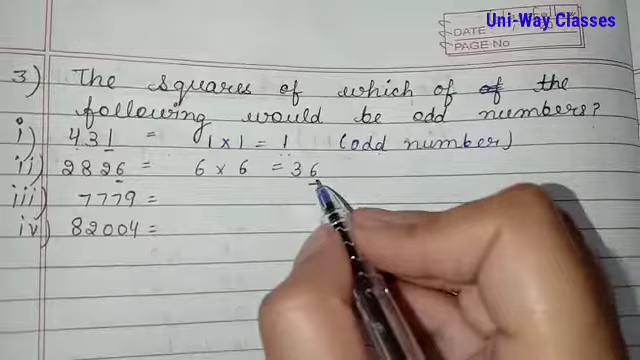 Uni-Way Classes
DATE
PAGE No
3) The squares of which of of the
following would be odd numbers?
i) 431 = 1 x 1 = 1 (odd number)
ii) 2826 = 6 x 6 = 36
iii) 7779 =
iv) 82004 =